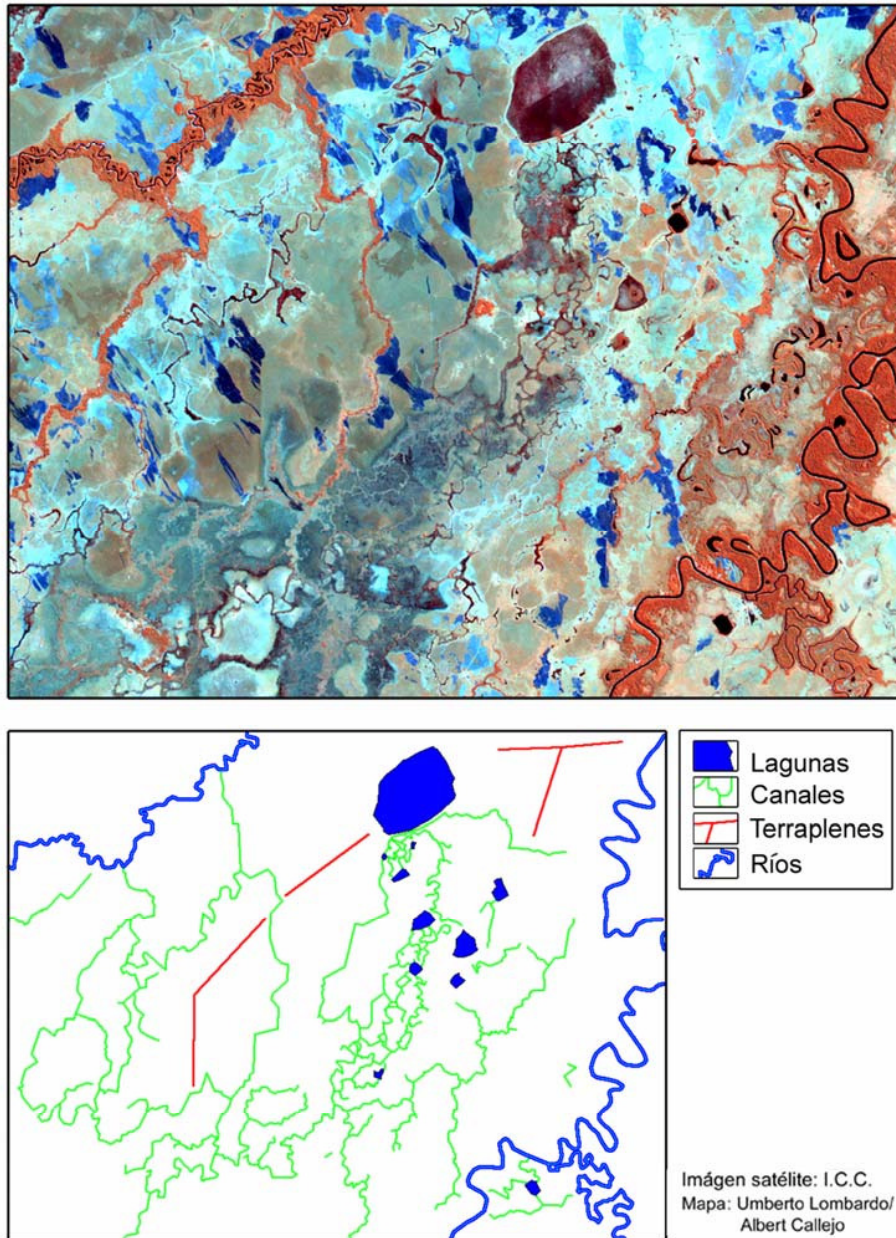 Lagunas
Canales
Terraplenes
Ríos
Imágen satélite: I.C.C.
Mapa: Umberto Lombardo/
Albert Callejo